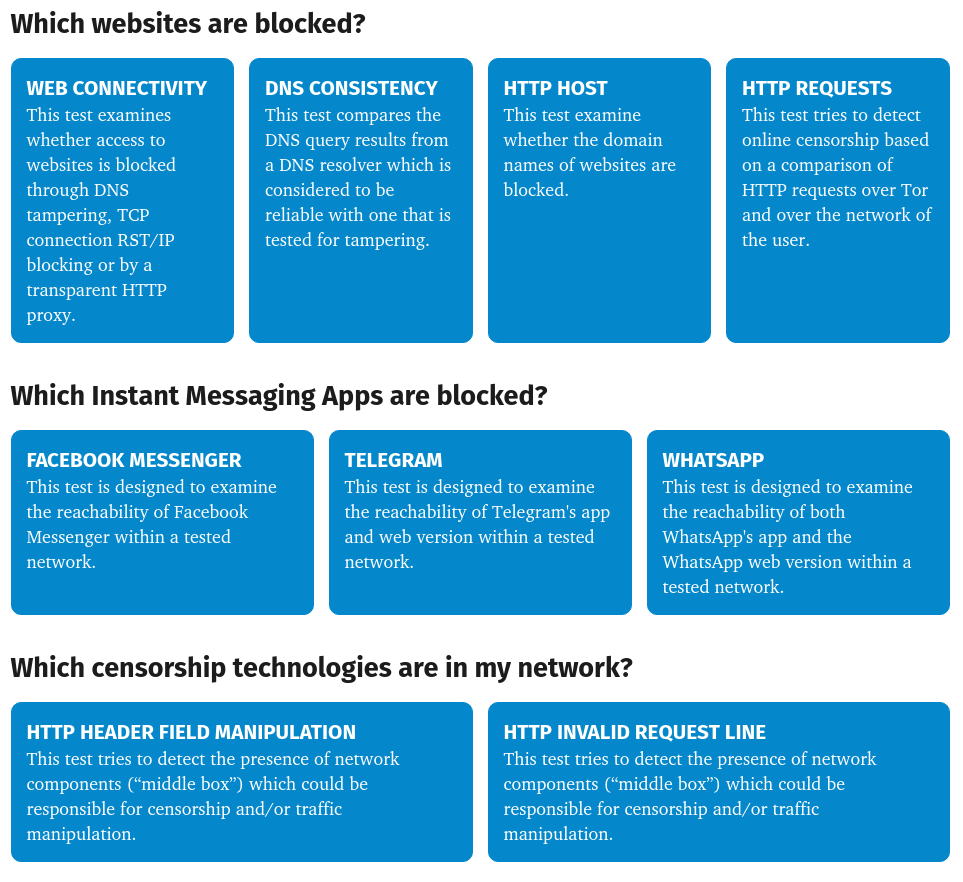 Which websites are blocked?
WEB CONNECTIVITY
This test examines
whether access to
websites is blocked
through DNS
tampering, TCP
connection RST/IP
blocking or by a
transparent HTTP
proxy.
DNS CONSISTENCY
This test compares the
DNS query results from
a DNS resolver which is
considered to be
reliable with one that is
tested for tampering.
HTTP HOST
This test examine
whether the domain
names of websites are
blocked.
HTTP REQUESTS
This test tries to detect
online censorship based
on a comparison of
HTTP requests over Tor
and over the network of
the user.
Which Instant Messaging Apps are blocked?
FACEBOOK MESSENGER
This test is designed to examine
the reachability of Facebook
Messenger within a tested
network.
TELEGRAM
This test is designed to examine
the reachability of Telegram's app
and web version within a tested
network.
WHATSAPP
This test is designed to examine
the reachability of both
WhatsApp's app and the
WhatsApp web version within a
tested network.
Which censorship technologies are in my network?
HTTP HEADER FIELD MANIPULATION
This test tries to detect the presence of network
components (“middle box”) which could be
responsible for censorship and/or traffic
manipulation.
HTTP INVALID REQUEST LINE
This test tries to detect the presence of network
components (“middle box”) which could be
responsible for censorship and/or traffic
manipulation.